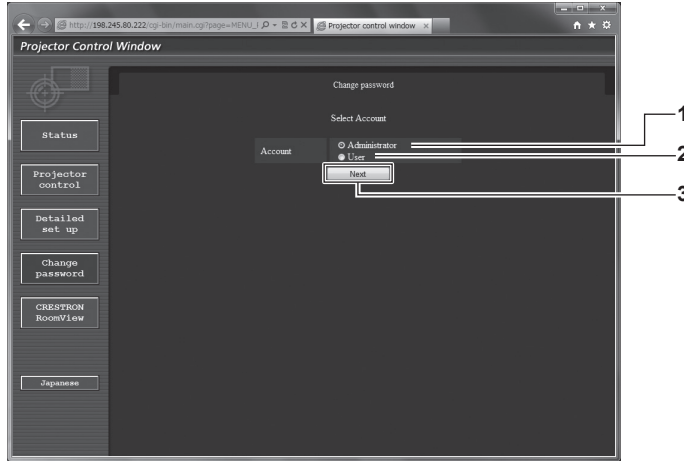 http://198.245.80.222/cgi-bin/main.cgi?page=MENU_I
Projector control window
Projector Control Window
Change password
Select Account
Account
Administrator
User
Next
1
2
3
Status
Projector
control
Detailed
set up
Change
password
CRESTRON
RoomView
Japanese